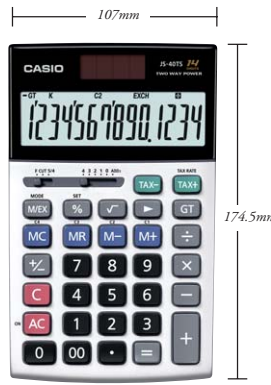 107mm
CASIO JS-40TS 14 DIGITS
TWO WAY POWER
GT K C2 EXCH
1234567890.1234
F CUT 5/4 4 3 2 1 0 ADD2 TAX RATE
TAX− TAX+
MODE SET
M/EX % √ ► GT
MC MR M− M+ ÷
+/− 7 8 9 ×
C 4 5 6 −
ON AC 1 2 3 +
0 00 • =
174.5mm